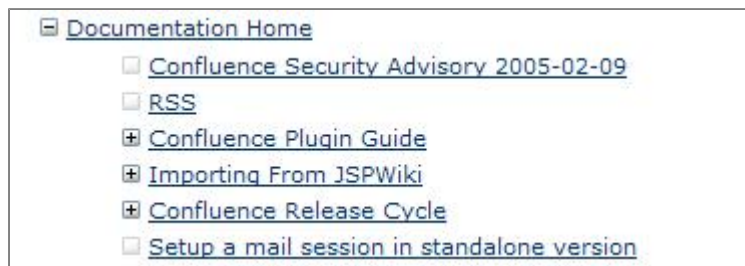 Documentation Home
Confluence Security Advisory 2005-02-09
RSS
Confluence Plugin Guide
Importing From JSPWiki
Confluence Release Cycle
Setup a mail session in standalone version